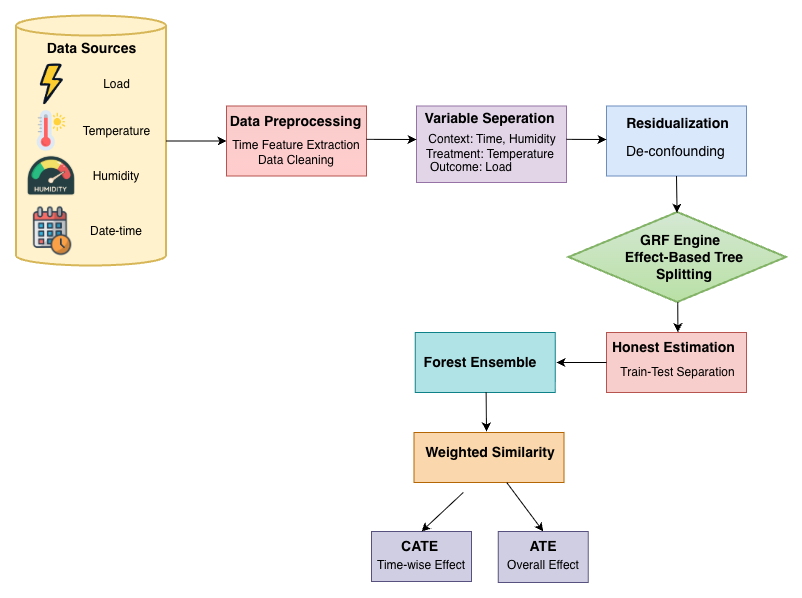 Data Sources
Load
Temperature
HUMIDITY
Humidity
Date-time
Data Preprocessing
Time Feature Extraction
Data Cleaning
Variable Seperation
Context: Time, Humidity
Treatment: Temperature
Outcome: Load
Residualization
De-confounding
GRF Engine
Effect-Based Tree
Splitting
Honest Estimation
Train-Test Separation
Forest Ensemble
Weighted Similarity
CATE
Time-wise Effect
ATE
Overall Effect